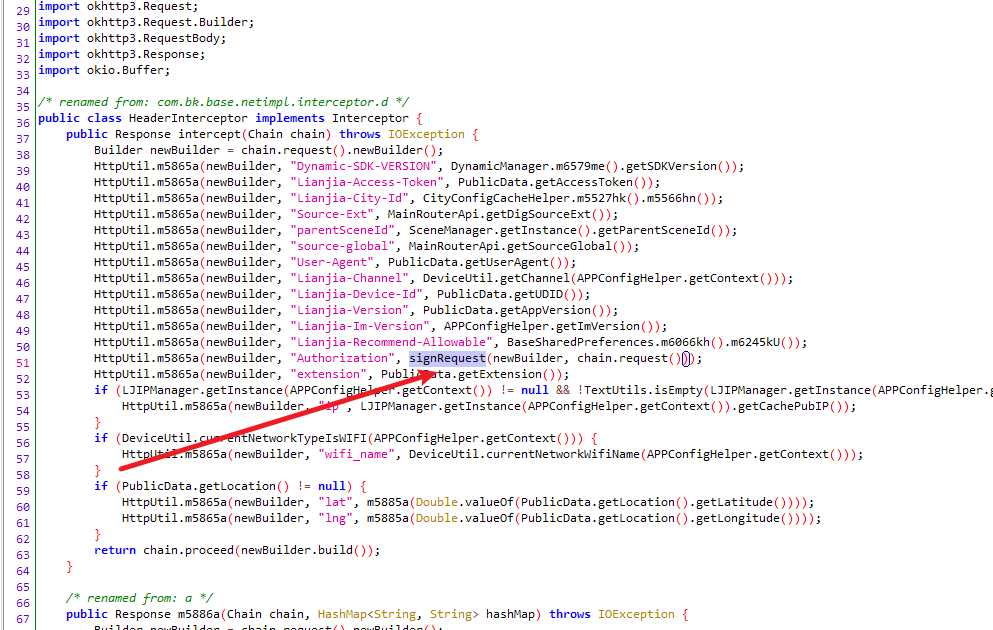 29 import okhttp3.Request;
30 import okhttp3.Request.Builder;
31 import okhttp3.RequestBody;
32 import okhttp3.Response;
33 import okio.Buffer;
34
35 /* renamed from: com.bk.base.netimpl.interceptor.d */
36 public class HeaderInterceptor implements Interceptor {
37 public Response intercept(Chain chain) throws IOException {
38 Builder newBuilder = chain.request().newBuilder();
39 HttpUtil.m5865a(newBuilder, "Dynamic-SDK-VERSION", DynamicManager.m6579me().getSDKVersion());
40 HttpUtil.m5865a(newBuilder, "Lianjia-Access-Token", PublicData.getAccessToken());
41 HttpUtil.m5865a(newBuilder, "Lianjia-City-Id", CityConfigCacheHelper.m5527hk().m5566hn());
42 HttpUtil.m5865a(newBuilder, "Source-Ext", MainRouterApi.getDigSourceExt());
43 HttpUtil.m5865a(newBuilder, "parentSceneId", SceneManager.getInstance().getParentSceneId());
44 HttpUtil.m5865a(newBuilder, "source-global", MainRouterApi.getSourceGlobal());
45 HttpUtil.m5865a(newBuilder, "User-Agent", PublicData.getUserAgent());
46 HttpUtil.m5865a(newBuilder, "Lianjia-Channel", DeviceUtil.getChannel(APPConfigHelper.getContext()));
47 HttpUtil.m5865a(newBuilder, "Lianjia-Device-Id", PublicData.getUDID());
48 HttpUtil.m5865a(newBuilder, "Lianjia-Version", PublicData.getAppVersion());
49 HttpUtil.m5865a(newBuilder, "Lianjia-Im-Version", APPConfigHelper.getImVersion());
50 HttpUtil.m5865a(newBuilder, "Lianjia-Recommend-Allowable", BaseSharedPreferences.m6066kh().m6245kU());
51 HttpUtil.m5865a(newBuilder, "Authorization", signRequest(newBuilder, chain.request()));
52 HttpUtil.m5865a(newBuilder, "extension", PublicData.getExtension());
53 if (LJIPManager.getInstance(APPConfigHelper.getContext()) != null && !TextUtils.isEmpty(LJIPManager.getInstance(APPConfigHelper.g
54 HttpUtil.m5865a(newBuilder, "ip", LJIPManager.getInstance(APPConfigHelper.getContext()).getCachePubIP());
55 }
56 if (DeviceUtil.currentNetworkTypeIsWIFI(APPConfigHelper.getContext())) {
57 HttpUtil.m5865a(newBuilder, "wifi_name", DeviceUtil.currentNetworkWifiName(APPConfigHelper.getContext()));
58 }
59 if (PublicData.getLocation() != null) {
60 HttpUtil.m5865a(newBuilder, "lat", m5885a(Double.valueOf(PublicData.getLocation().getLatitude())));
61 HttpUtil.m5865a(newBuilder, "lng", m5885a(Double.valueOf(PublicData.getLocation().getLongitude())));
62 }
63 return chain.proceed(newBuilder.build());
64 }
65
66 /* renamed from: a */
67 public Response m5886a(Chain chain, HashMap<String, String> hashMap) throws IOException {
Builder newBuilder = chain.request().newBuilder();